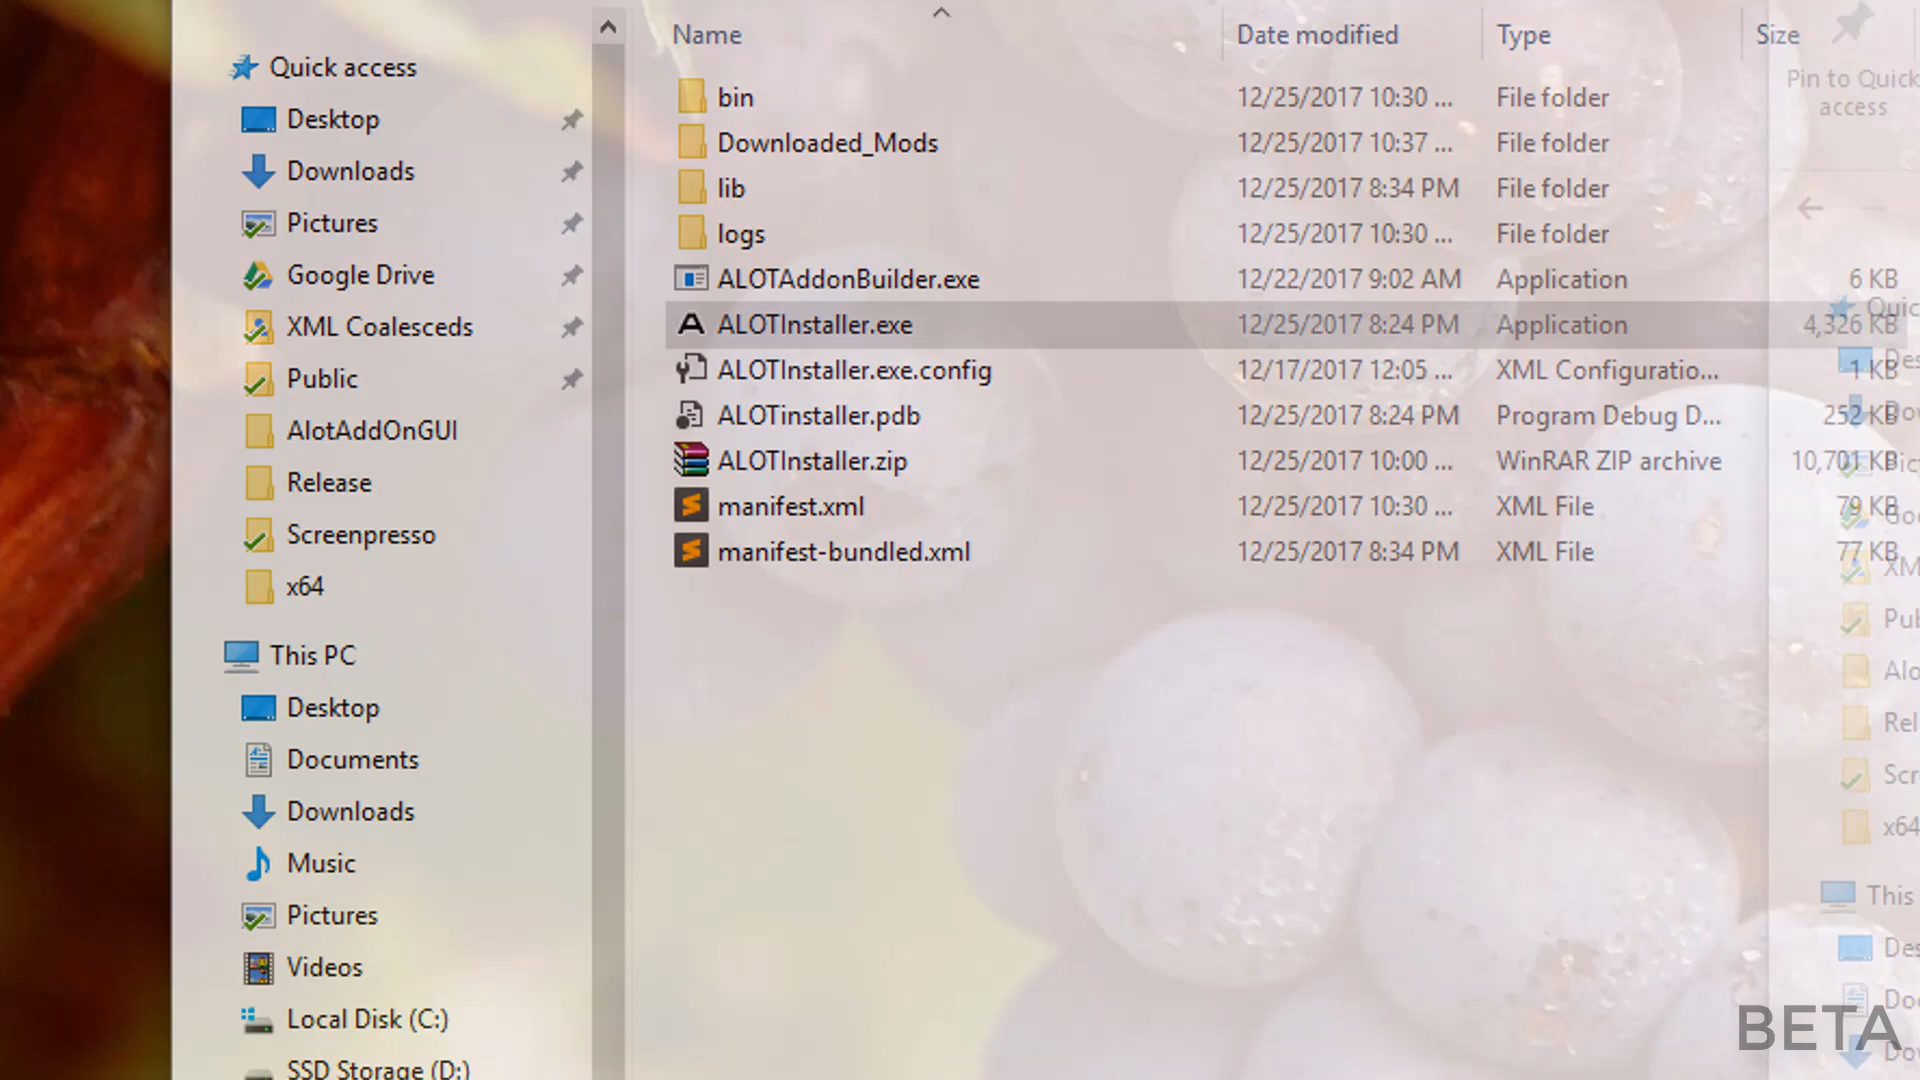 Quick access
Desktop
Downloads
Pictures
Google Drive
XML Coalesceds
Public
AlotAddOnGUI
Release
Screenpresso
x64
This PC
Desktop
Documents
Downloads
Music
Pictures
Videos
Local Disk (C:)
SSD Storage (D:)
Name Date modified Type Size
bin 12/25/2017 10:30 ... File folder
Downloaded_Mods 12/25/2017 10:37 ... File folder
lib 12/25/2017 8:34 PM File folder
logs 12/25/2017 10:30 ... File folder
ALOTAddonBuilder.exe 12/22/2017 9:02 AM Application 6 KB
ALOTInstaller.exe 12/25/2017 8:24 PM Application 4,326 KB
ALOTInstaller.exe.config 12/17/2017 12:05 ... XML Configuratio... 1 KB
ALOTinstaller.pdb 12/25/2017 8:24 PM Program Debug D... 252 KB
ALOTInstaller.zip 12/25/2017 10:00 ... WinRAR ZIP archive 10,701 KB
manifest.xml 12/25/2017 10:30 ... XML File 79 KB
manifest-bundled.xml 12/25/2017 8:34 PM XML File 77 KB
Pin to Quick
access
This
x64
BETA